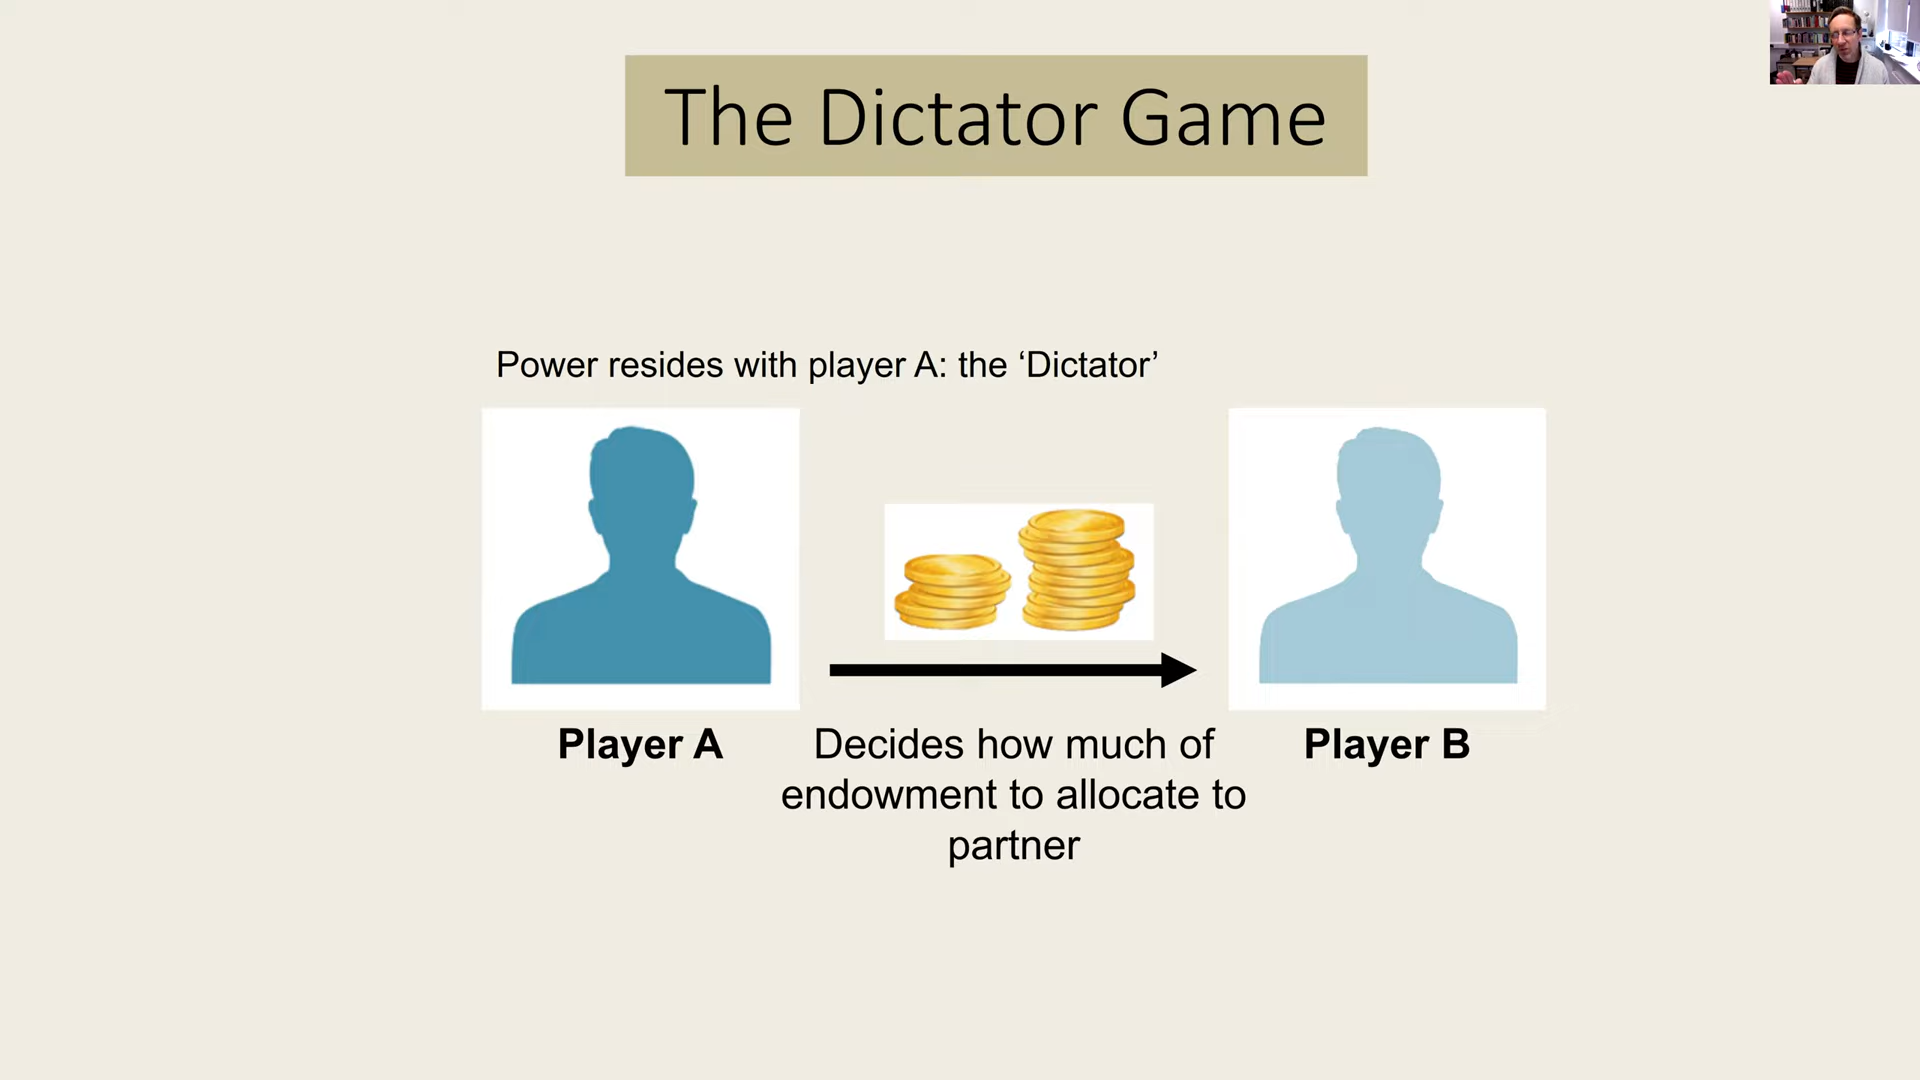 The Dictator Game
Power resides with player A: the ‘Dictator’
Player A
Decides how much of
endowment to allocate to
partner
Player B